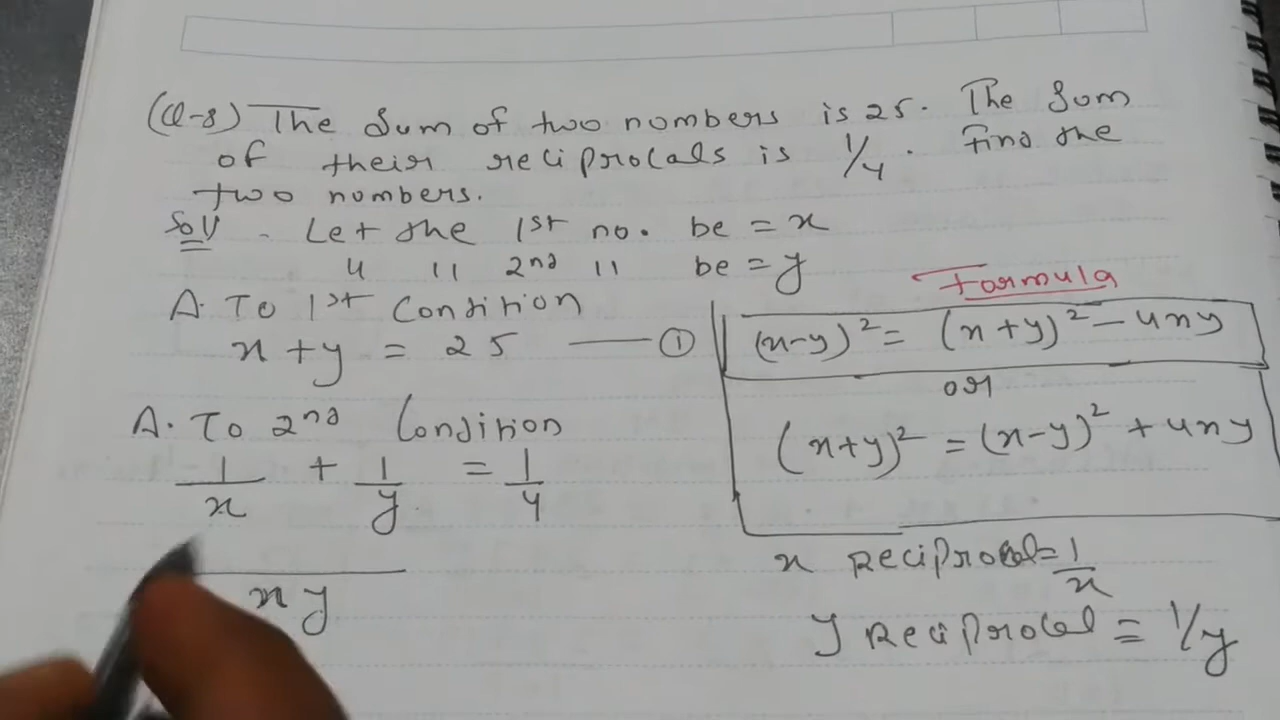 (Q-8) The Sum of two numbers is 25. The Sum
of their reciprocals is 1/4. Find the
two numbers.
Sol/ - Let the 1st no. be = x
" " 2nd " be = y
A. To 1st Condition
x + y = 25 —— ①
A. To 2nd Condition
1/x + 1/y = 1/4
xy
Formula
(x-y)² = (x+y)² - 4xy
or
(x+y)² = (x-y)² + 4xy
x Reciprocal = 1/x
y Reciprocal = 1/y